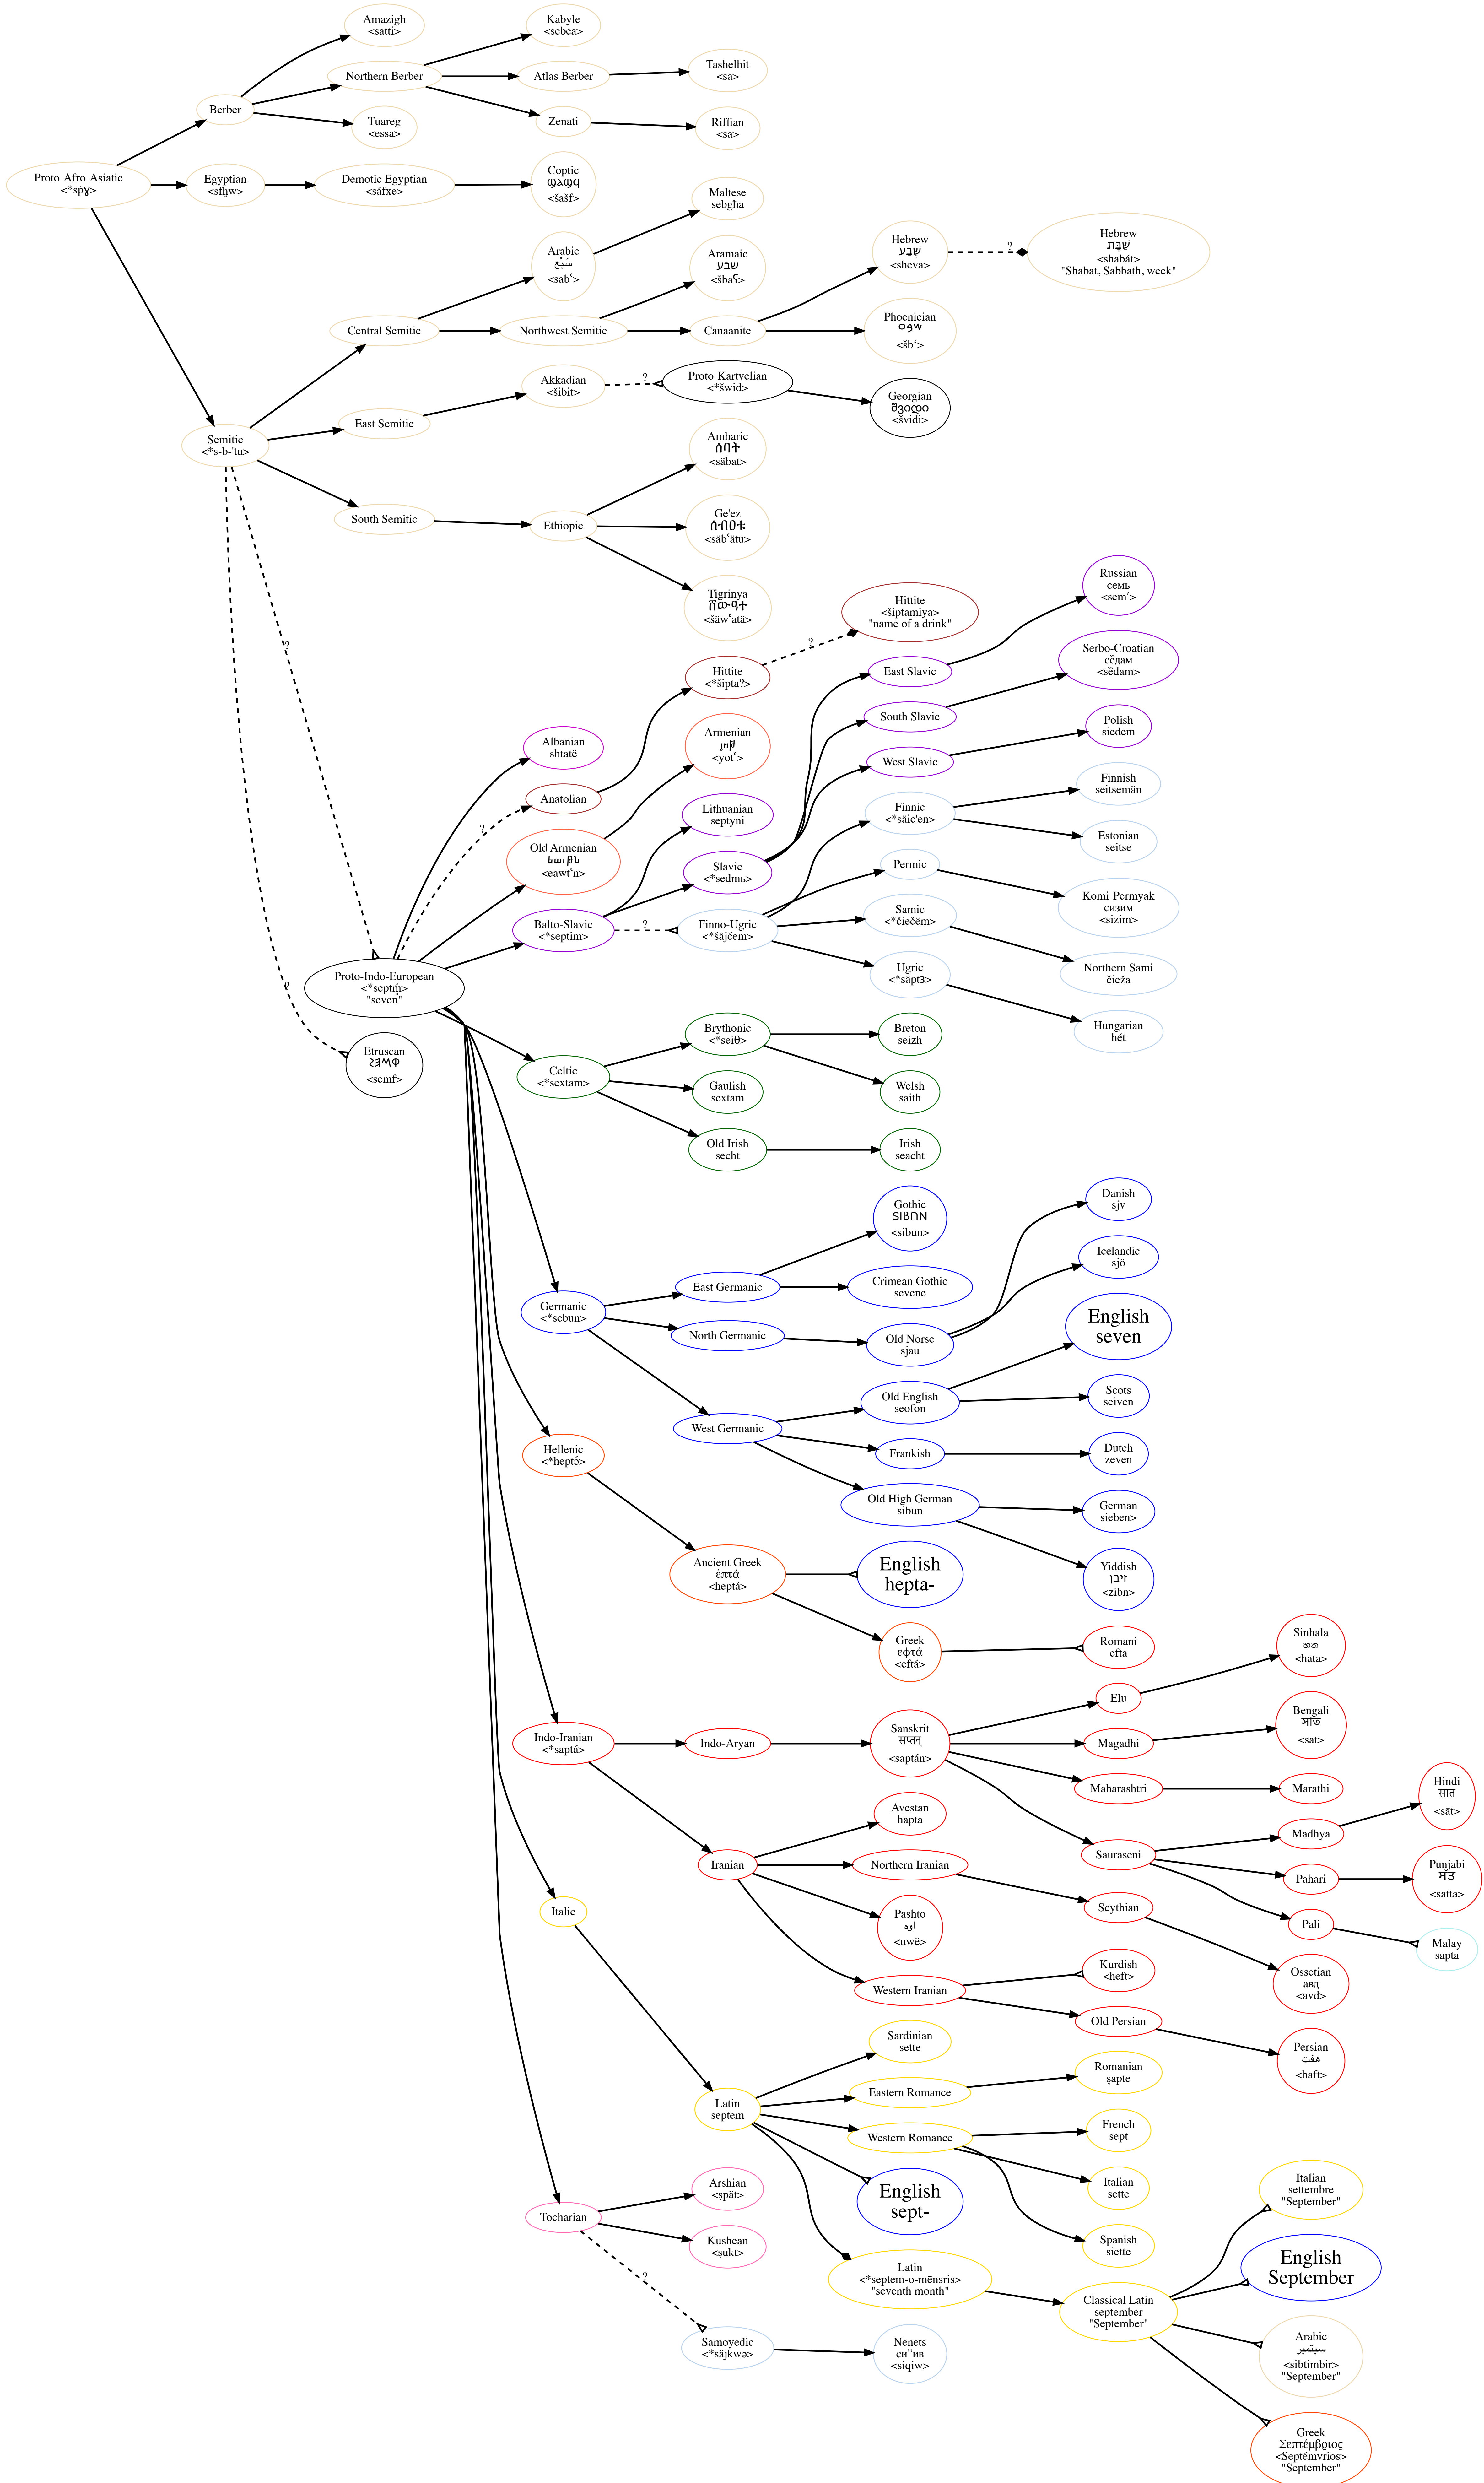 Amazigh
<satti>
Kabyle
<sebea>
Northern Berber
Atlas Berber
Tashelhit
<sa>
Berber
Tuareg
<essa>
Zenati
Riffian
<sa>
Proto-Afro-Asiatic
<*sṗɣ>
Egyptian
<sfḫw>
Demotic Egyptian
<sáfxe>
Coptic
ϣⲁϣϥ
<šašf>
Maltese
sebgħa
Arabic
سَبْع
<sabʿ>
Aramaic
שבע
<šbaʕ>
Hebrew
שֶׁבַע
<sheva>
?
Hebrew
שַׁבָּת
<shabát>
"Shabat, Sabbath, week"
Central Semitic
Northwest Semitic
Canaanite
Phoenician
𐤔𐤁𐤏
<šb‘>
Akkadian
<šibit>
?
Proto-Kartvelian
<*šwid>
Georgian
შვიდი
<švidi>
East Semitic
Semitic
<*s-b-'tu>
Amharic
ሰባት
<säbat>
South Semitic
Ethiopic
Ge'ez
ሰብዐቱ
<säbʿätu>
Tigrinya
ሸውዓተ
<šäwʿatä>
?
Russian
семь
<sem′>
Hittite
<šiptamiya>
"name of a drink"
?
Serbo-Croatian
се̏дам
<sȅdam>
Hittite
<*šipta?>
East Slavic
South Slavic
Polish
siedem
Albanian
shtatë
Armenian
յոթ
<yotʿ>
West Slavic
Finnish
seitsemän
Anatolian
?
Lithuanian
septyni
Finnic
<*säic'en>
Estonian
seitse
Old Armenian
եաւթն
<eawtʿn>
Slavic
<*sedmь>
Permic
Komi-Permyak
сизим
<sizim>
Balto-Slavic
<*septim>
?
Finno-Ugric
<*śäjćem>
Samic
<*čiečëm>
Northern Sami
čieža
Ugric
<*säptɜ>
Hungarian
hét
Proto-Indo-European
<*septḿ̥>
"seven"
?
Etruscan
𐌔𐌄𐌌𐌘
<semf>
Brythonic
<*seiθ>
Breton
seizh
Celtic
<*sextam>
Gaulish
sextam
Welsh
saith
Old Irish
secht
Irish
seacht
Gothic
𐍃𐌹𐌱𐌿𐌽
<sibun>
Danish
sjv
Icelandic
sjö
East Germanic
Crimean Gothic
sevene
Germanic
<*sebun>
North Germanic
Old Norse
sjau
English
seven
Old English
seofon
Scots
seiven
West Germanic
Frankish
Dutch
zeven
Hellenic
<*heptə́>
Old High German
sibun
German
sieben>
Ancient Greek
ἑπτά
<heptá>
English
hepta-
Yiddish
זיבן
<zibn>
Greek
εφτά
<eftá>
Romani
efta
Sinhala
හත
<hata>
Elu
Indo-Iranian
<*saptá>
Indo-Aryan
Sanskrit
सप्तन्
<saptán>
Magadhi
Bengali
সাত
<sat>
Maharashtri
Marathi
Hindi
सात
<sāt>
Avestan
hapta
Madhya
Iranian
Northern Iranian
Sauraseni
Pahari
Punjabi
ਸੱਤ
<satta>
Scythian
Pali
Malay
sapta
Italic
Pashto
اوه
<uwë>
Kurdish
<heft>
Ossetian
авд
<avd>
Western Iranian
Old Persian
Persian
هفت
<haft>
Sardinian
sette
Romanian
șapte
Eastern Romance
Latin
septem
Western Romance
French
sept
Italian
sette
Arshian
<spät>
English
sept-
Italian
settembre
"September"
Tocharian
Kushean
<ṣukt>
Spanish
siette
English
September
Latin
<*septem-o-mēnsris>
"seventh month"
Classical Latin
september
"September"
?
Samoyedic
<*säjkwə>
Nenets
си”ив
<siqiw>
Arabic
سبتمبر
<sibtimbir>
"September"
Greek
Σεπτέμβριος
<Septémvrios>
"September"